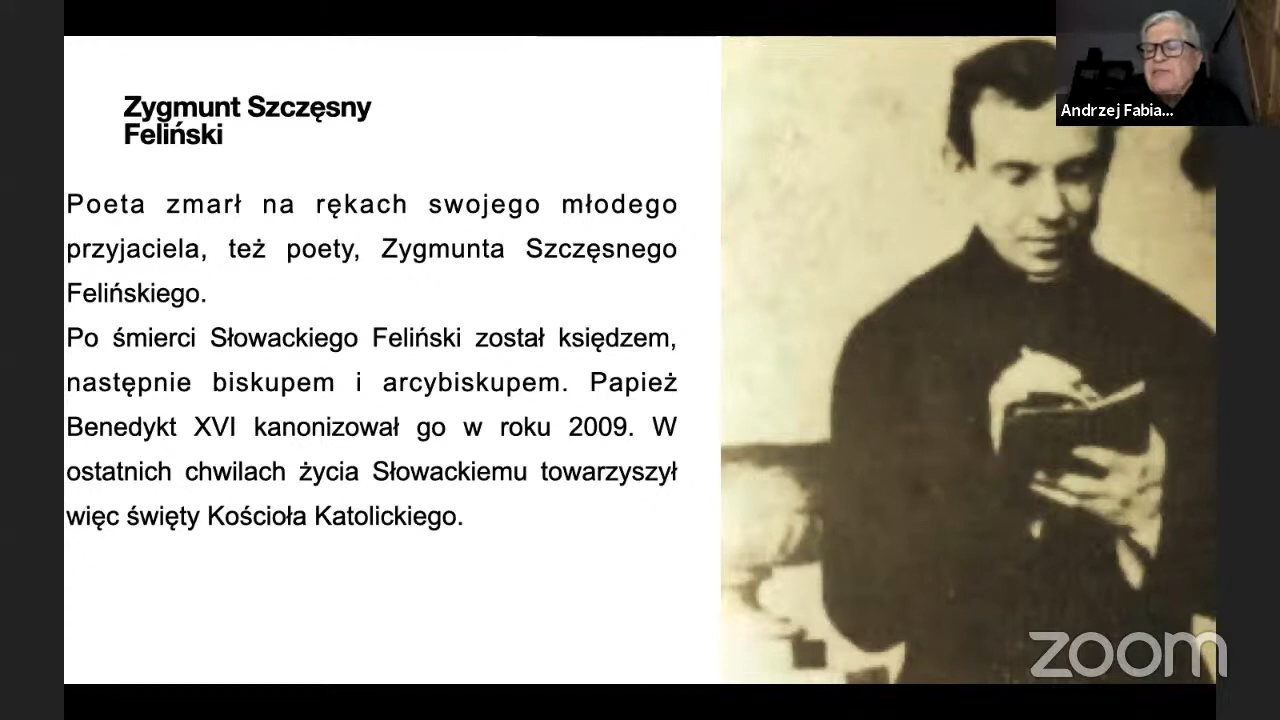 Zygmunt Szczęsny
Feliński
Poeta zmarł na rękach swojego młodego
przyjaciela, też poety, Zygmunta Szczęsnego
Felińskiego.
Po śmierci Słowackiego Feliński został księdzem,
następnie biskupem i arcybiskupem. Papież
Benedykt XVI kanonizował go w roku 2009. W
ostatnich chwilach życia Słowackiemu towarzyszył
więc święty Kościoła Katolickiego.
Andrzej Fabia...
zoom